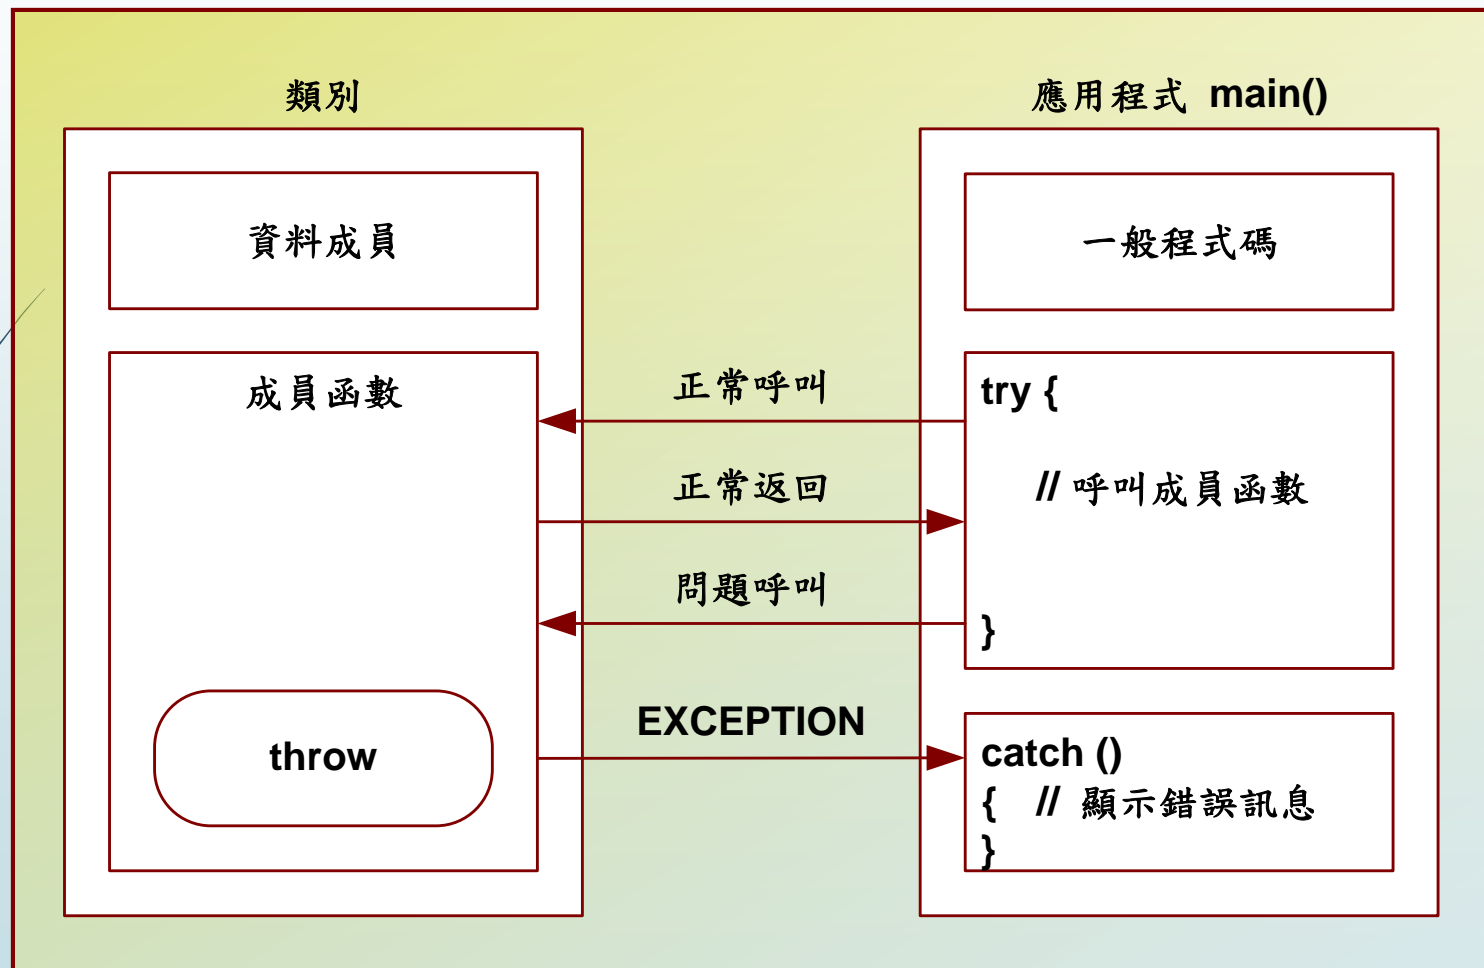 類別
資料成員
成員函數
throw
正常呼叫
正常返回
問題呼叫
EXCEPTION
應用程式 main()
一般程式碼
try {
// 呼叫成員函數
}
catch ()
{ // 顯示錯誤訊息
}